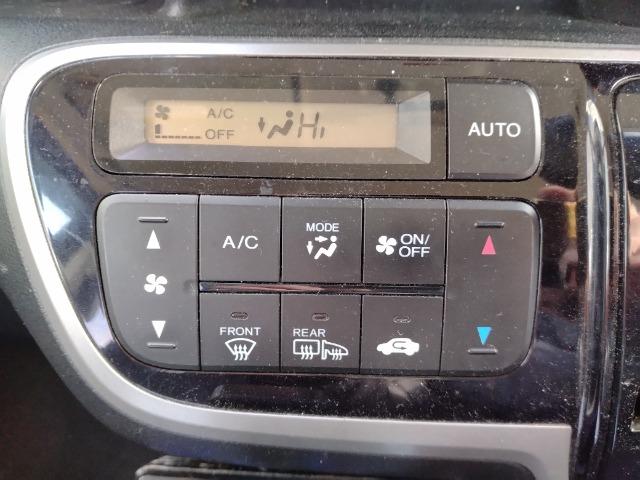 A/C
OFF
Hi
AUTO
A/C
MODE
ON/
OFF
FRONT
REAR